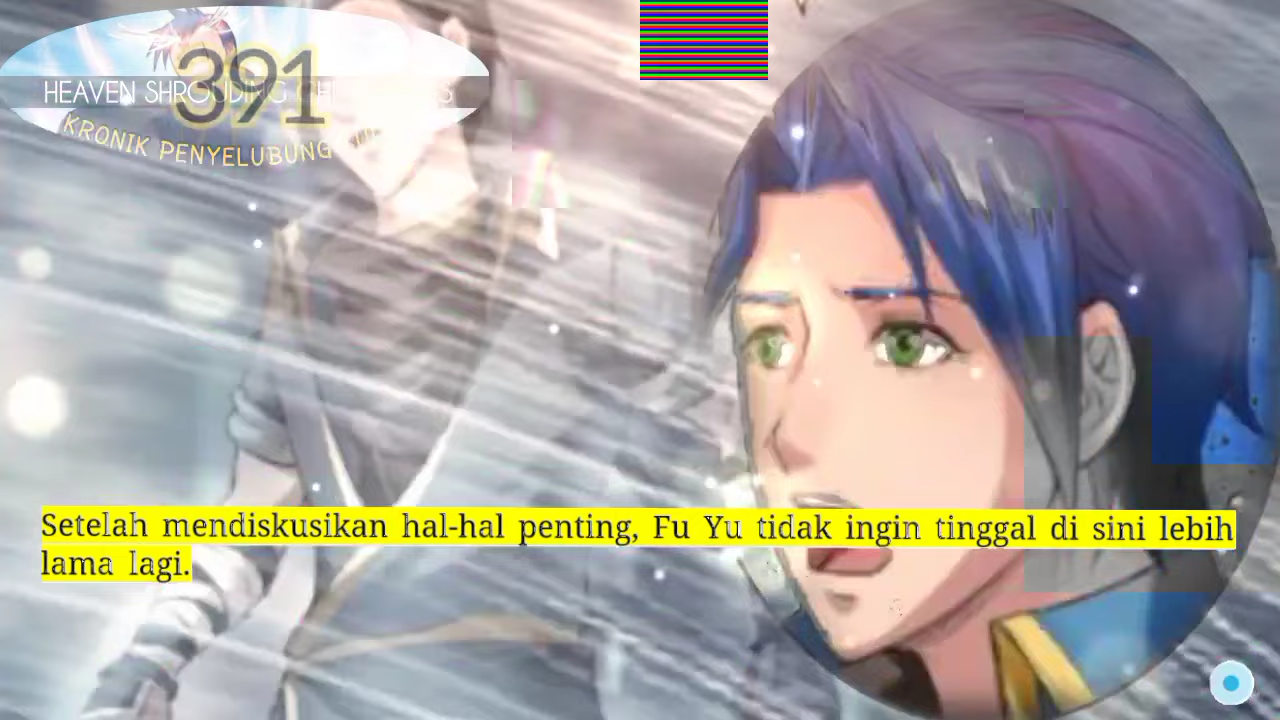 391
HEAVEN SHROUDING
KRONIK PENYELUBUNG
Setelah mendiskusikan hal-hal penting, Fu Yu tidak ingin tinggal di sini lebih
lama lagi.